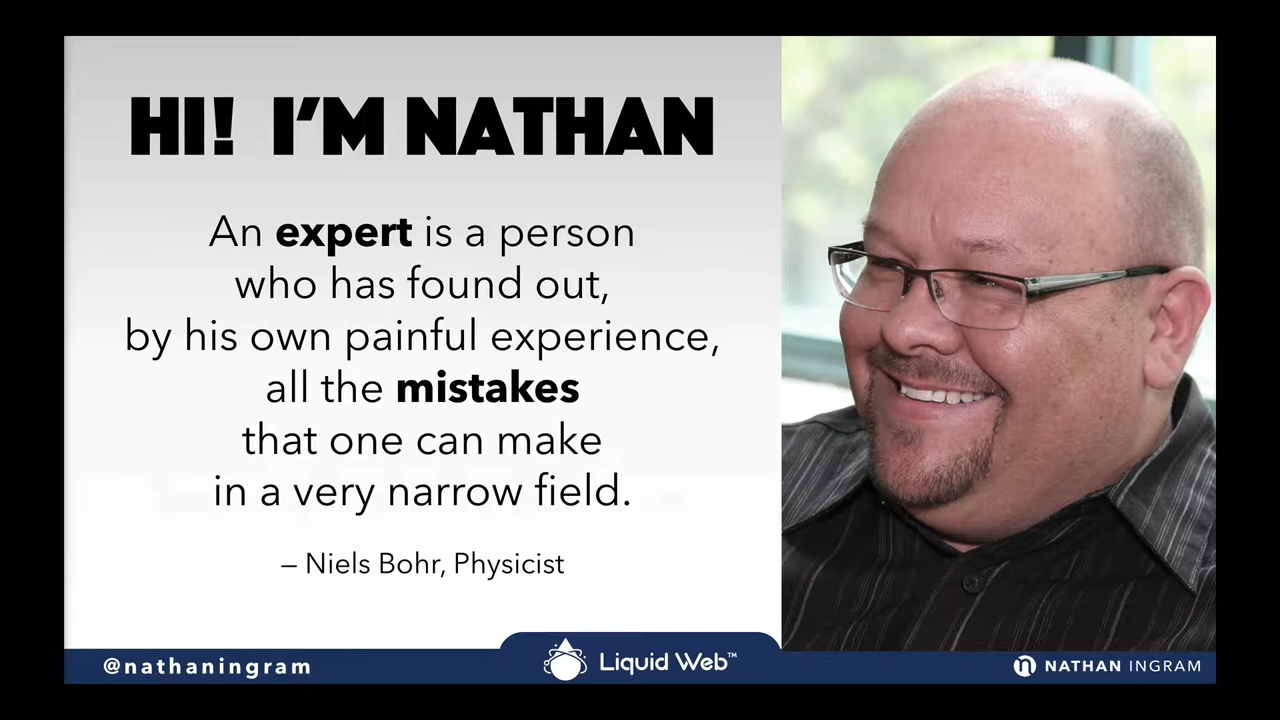 HI! I'M NATHAN
An expert is a person
who has found out,
by his own painful experience,
all the mistakes
that one can make
in a very narrow field.
– Niels Bohr, Physicist
@nathaningram
Liquid Web™
NATHAN INGRAM